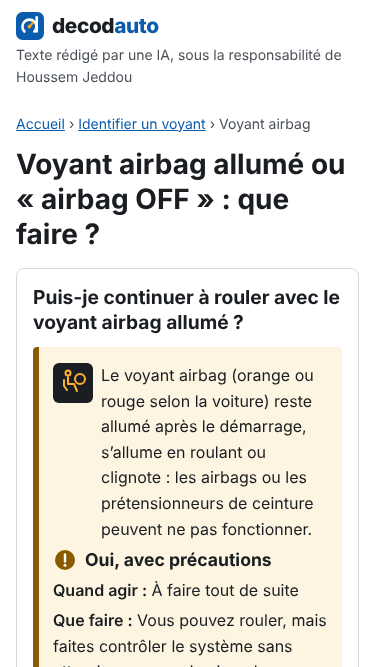 decodauto
Texte rédigé par une IA, sous la responsabilité de
Houssem Jeddou
Accueil › Identifier un voyant › Voyant airbag
Voyant airbag allumé ou
« airbag OFF » : que
faire ?
Puis-je continuer à rouler avec le
voyant airbag allumé ?
Le voyant airbag (orange ou
rouge selon la voiture) reste
allumé après le démarrage,
s’allume en roulant ou
clignote : les airbags ou les
prétensionneurs de ceinture
peuvent ne pas fonctionner.
Oui, avec précautions
Quand agir : À faire tout de suite
Que faire : Vous pouvez rouler, mais
faites contrôler le système sans